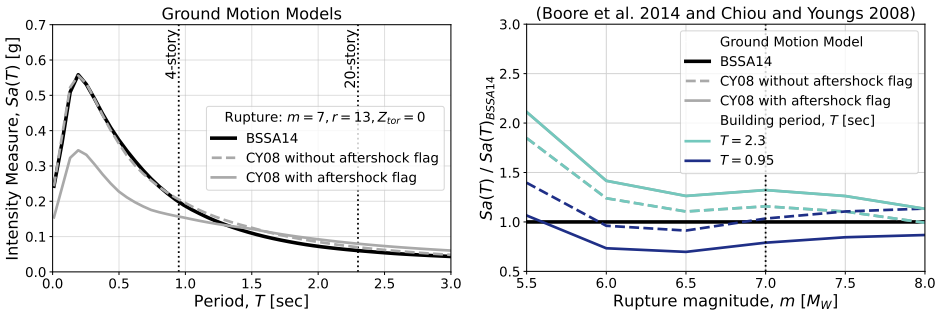 Ground Motion Models
Intensity Measure, Sa(T) [g]
0.7
0.6
0.5
0.4
0.3
0.2
0.1
0.0
4-story
20-story
Rupture: m = 7, r = 13, Z_tor = 0
BSSA14
CY08 without aftershock flag
CY08 with aftershock flag
0.0 0.5 1.0 1.5 2.0 2.5 3.0
Period, T [sec]
(Boore et al. 2014 and Chiou and Youngs 2008)
Sa(T) / Sa(T)_BSSA14
3.0
2.5
2.0
1.5
1.0
0.5
Ground Motion Model
BSSA14
CY08 without aftershock flag
CY08 with aftershock flag
Building period, T [sec]
T = 2.3
T = 0.95
5.5 6.0 6.5 7.0 7.5 8.0
Rupture magnitude, m [M_W]